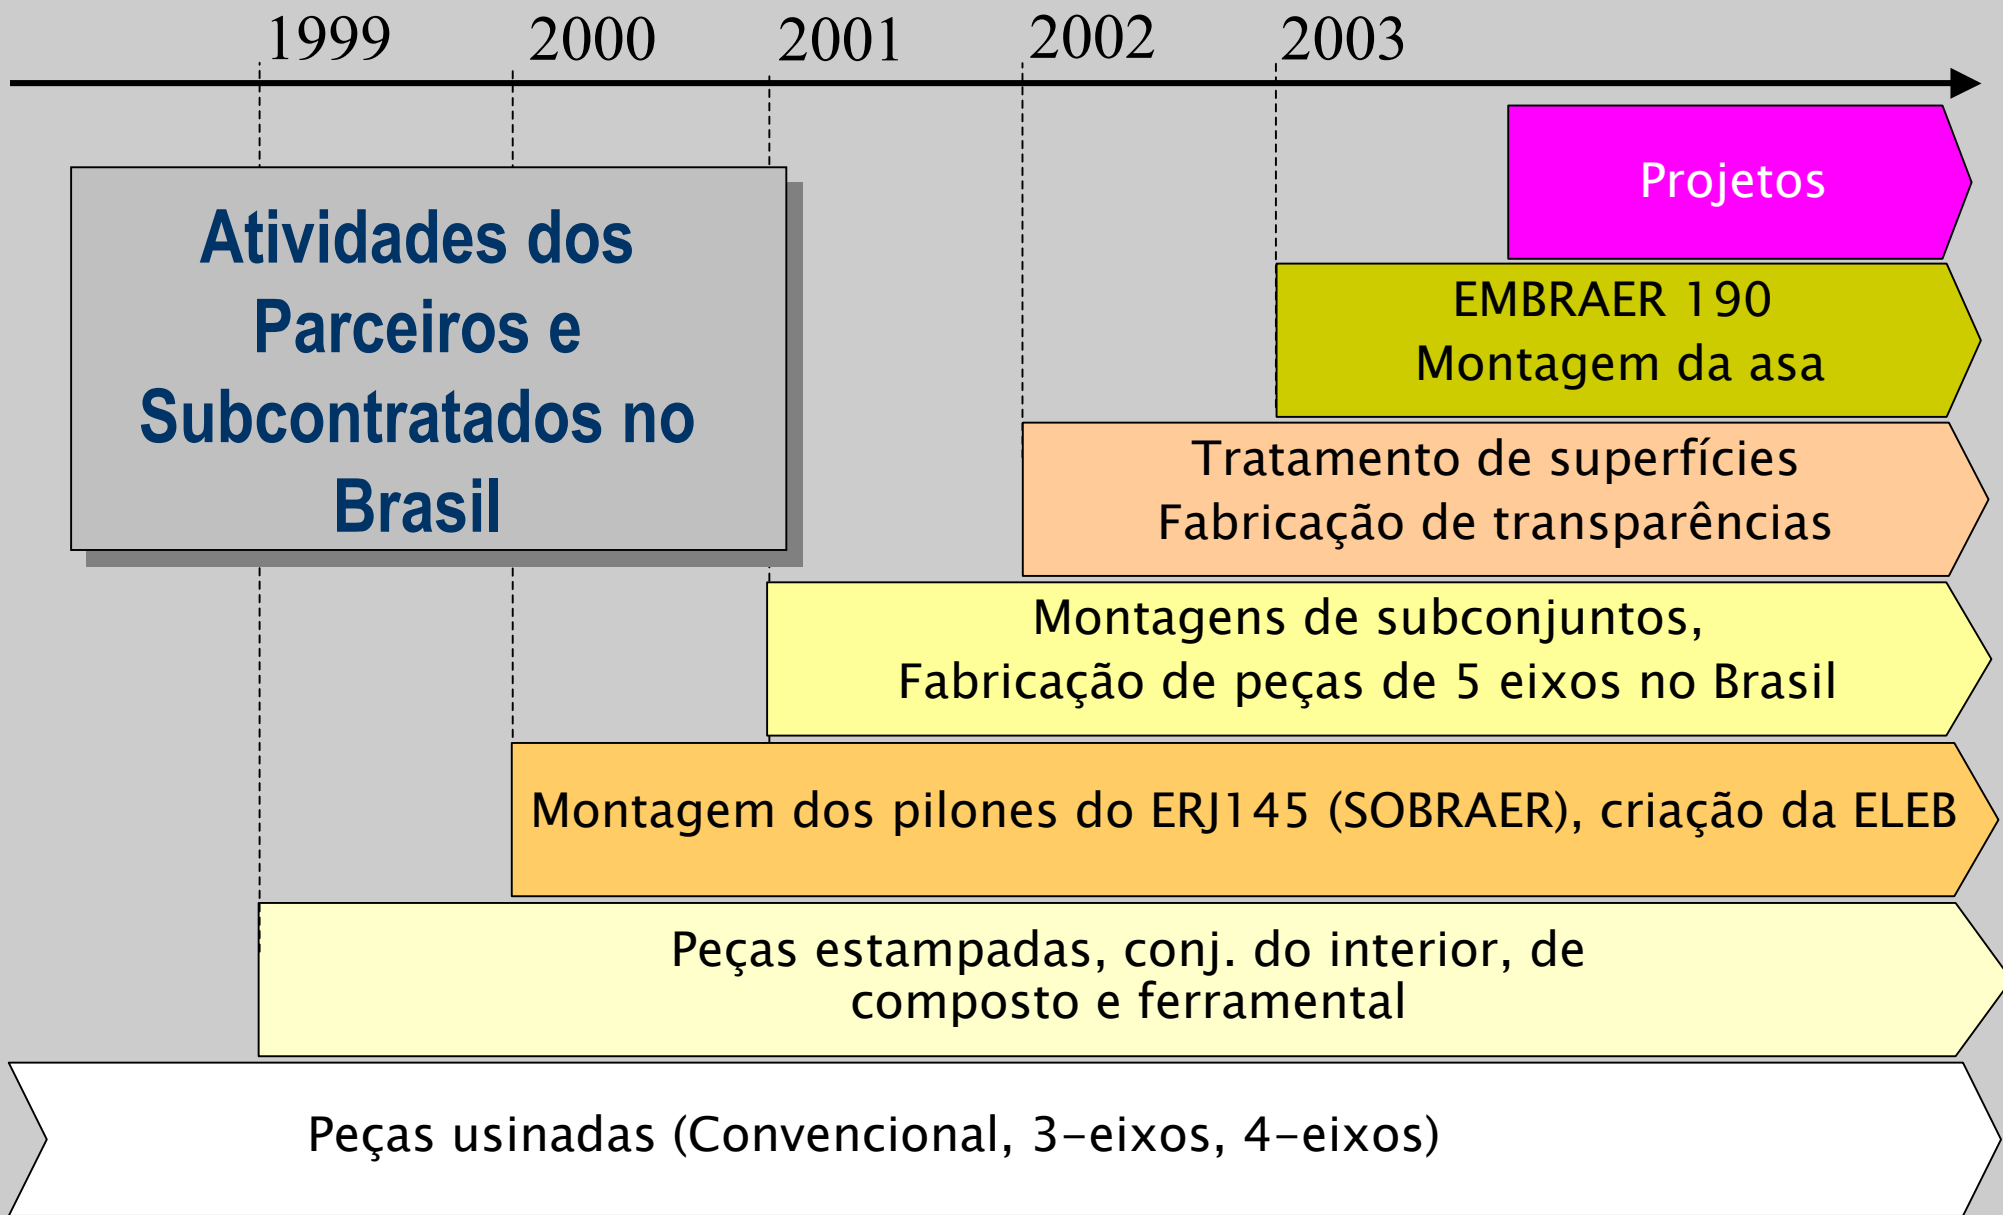 1999 2000 2001 2002 2003
Projetos
Atividades dos
Parceiros e
Subcontratados no
Brasil
EMBRAER 190
Montagem da asa
Tratamento de superfícies
Fabricação de transparências
Montagens de subconjuntos,
Fabricação de peças de 5 eixos no Brasil
Montagem dos pilones do ERJ145 (SOBRAER), criação da ELEB
Peças estampadas, conj. do interior, de
composto e ferramental
Peças usinadas (Convencional, 3-eixos, 4-eixos)